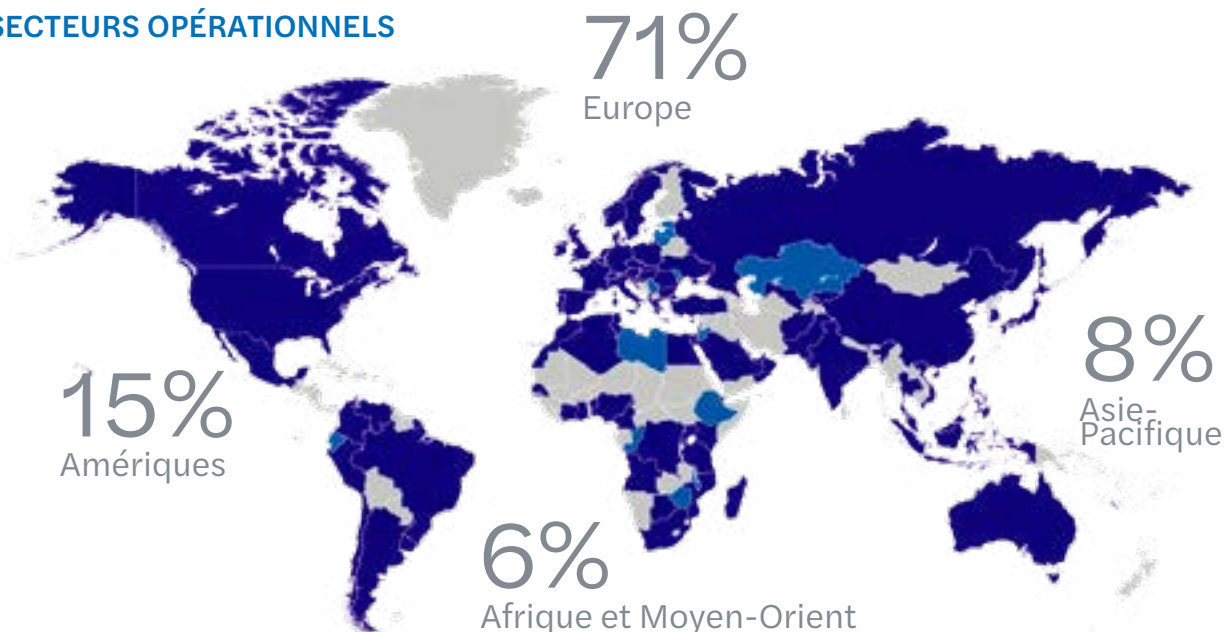 SECTEURS OPÉRATIONNELS
71%
Europe
15%
Amériques
8%
Asie-
Pacifique
6%
Afrique et Moyen-Orient